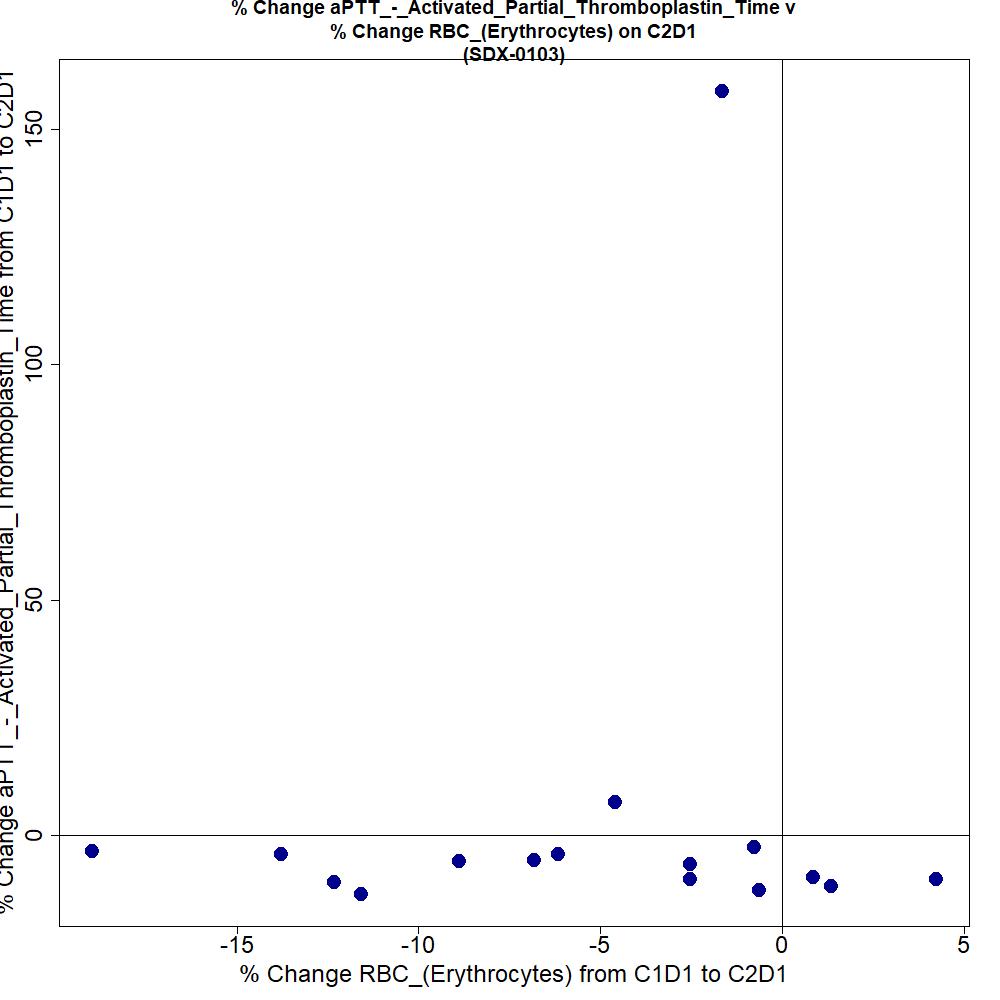 % Change aPTT_-_Activated_Partial_Thromboplastin_Time v
% Change RBC_(Erythrocytes) on C2D1
(SDX-0103)
% Change aPTT_-_Activated_Partial_Thromboplastin_Time from C1D1 to C2D1
150
100
50
0
-15
-10
-5
0
5
% Change RBC_(Erythrocytes) from C1D1 to C2D1